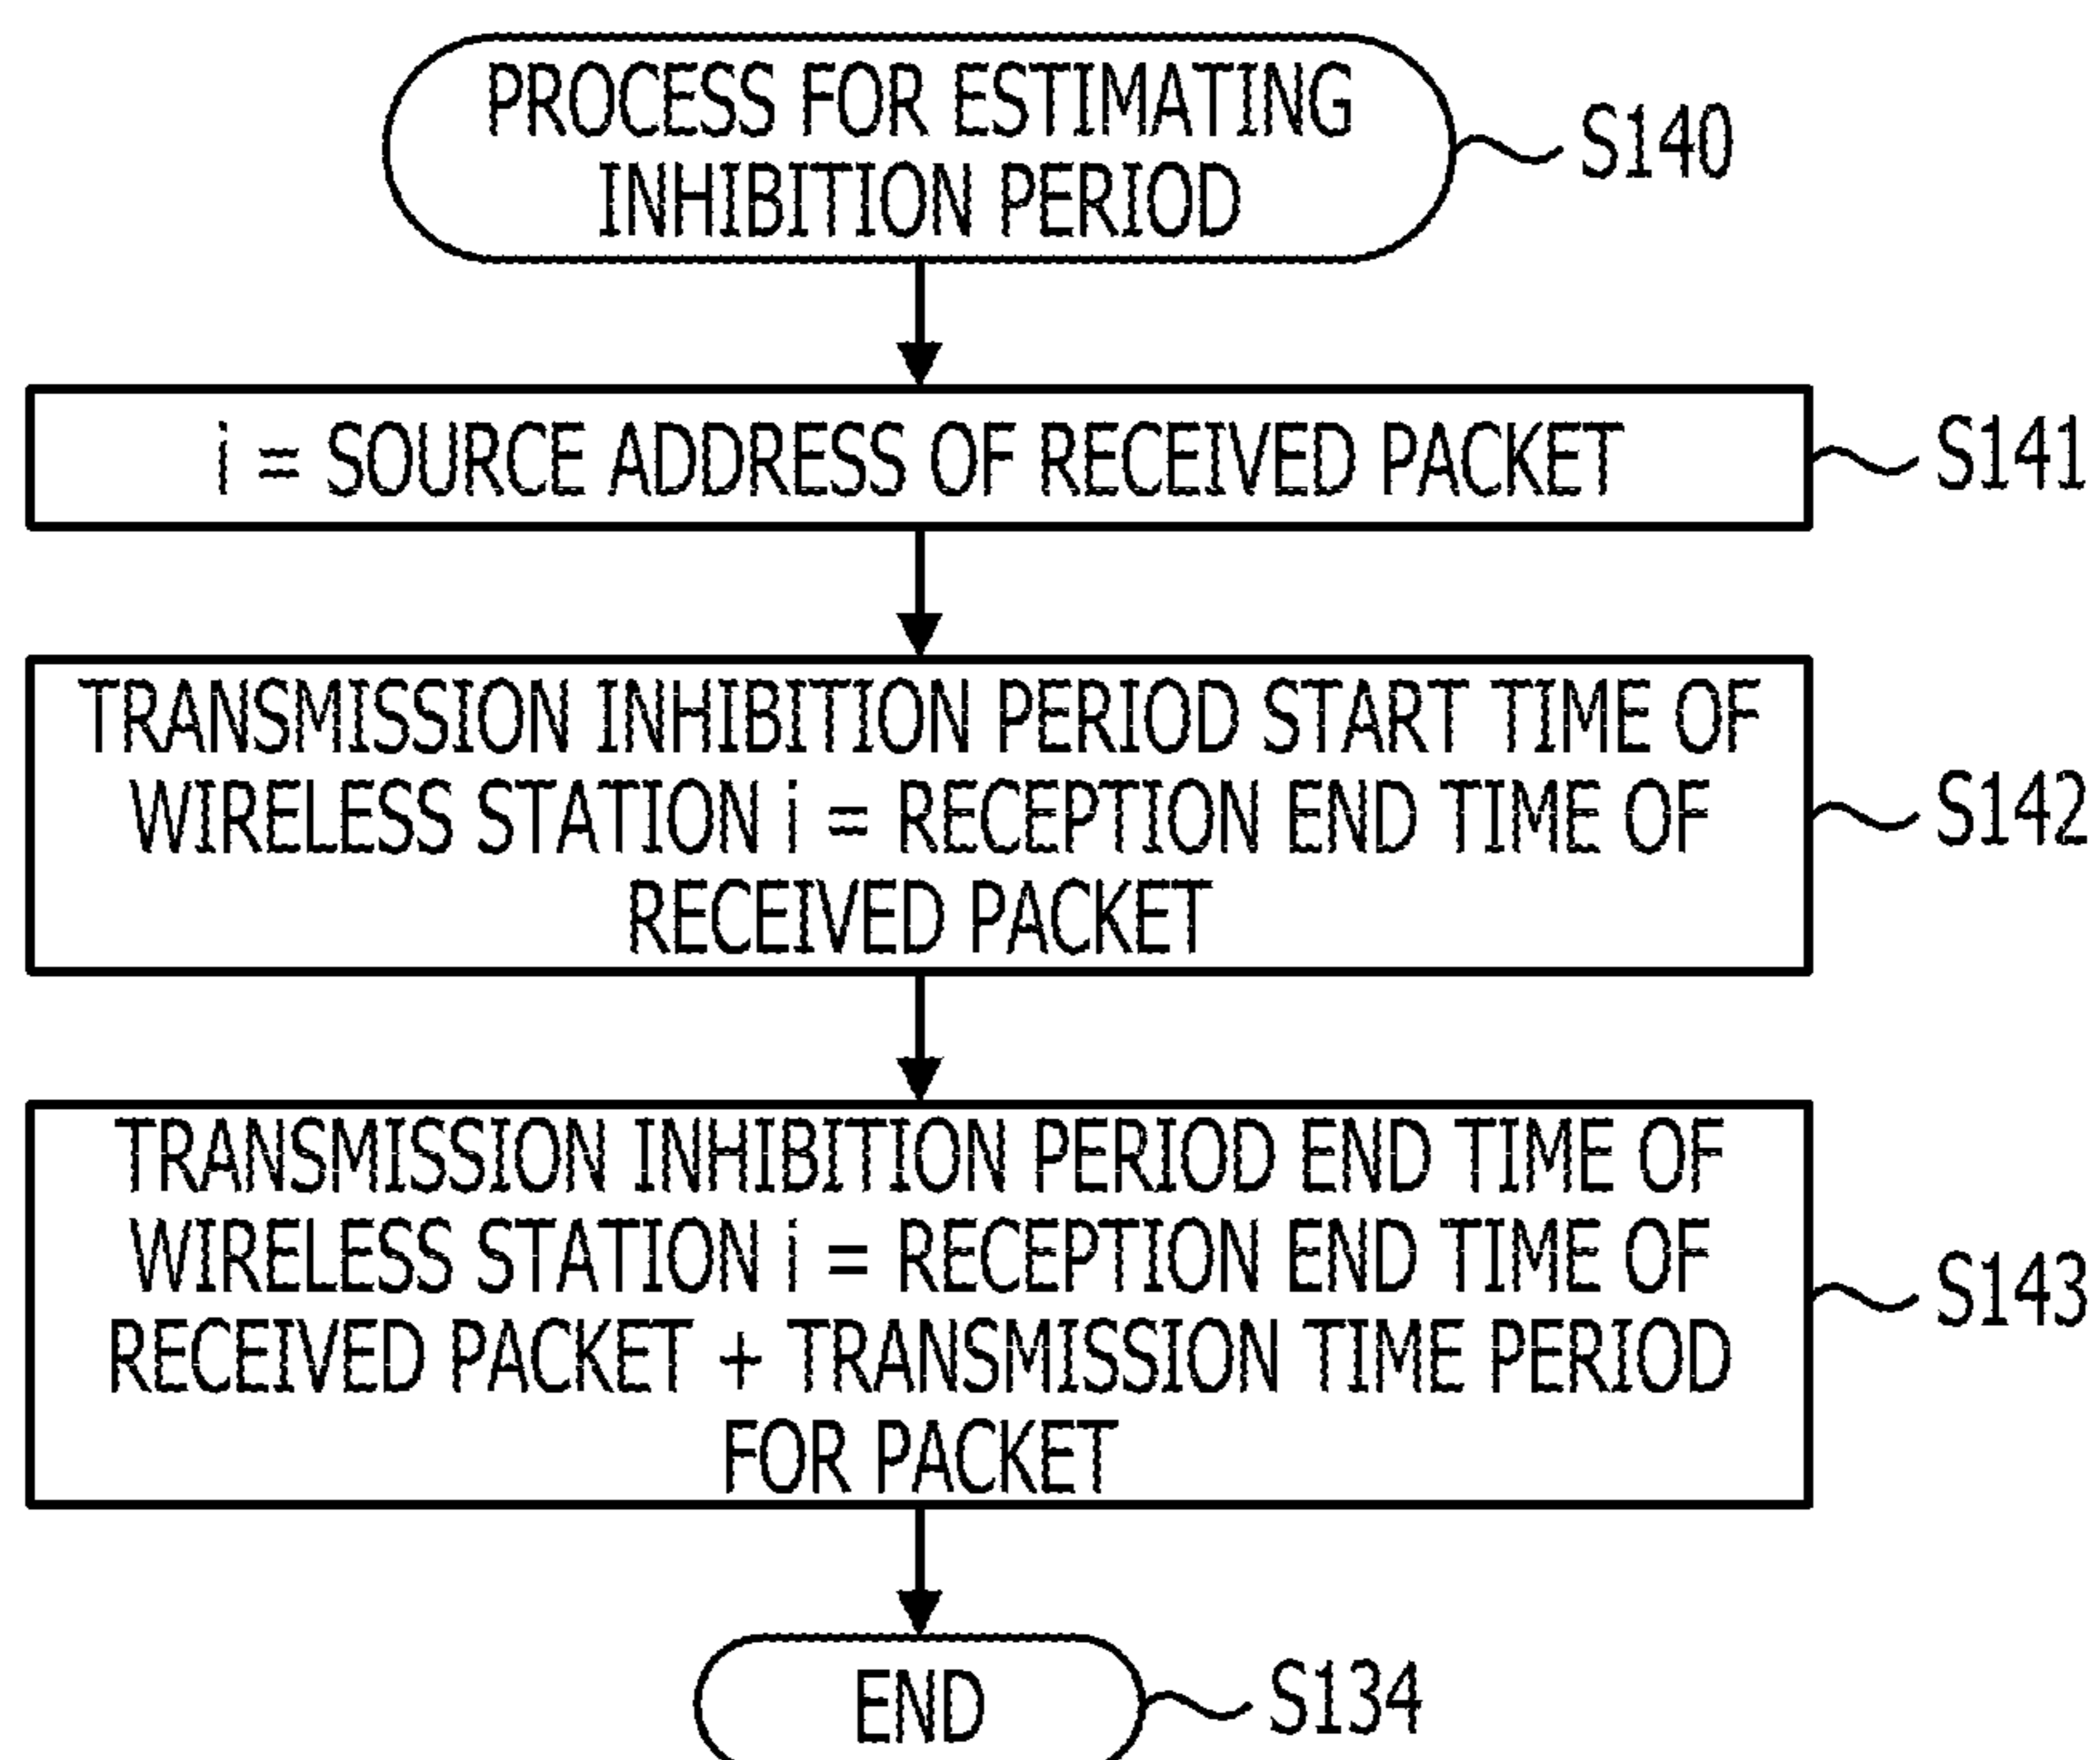 PROCESS FOR ESTIMATING
INHIBITION PERIOD
S140
i = SOURCE ADDRESS OF RECEIVED PACKET
S141
TRANSMISSION INHIBITION PERIOD START TIME OF
WIRELESS STATION i = RECEPTION END TIME OF
RECEIVED PACKET
S142
TRANSMISSION INHIBITION PERIOD END TIME OF
WIRELESS STATION i = RECEPTION END TIME OF
RECEIVED PACKET + TRANSMISSION TIME PERIOD
FOR PACKET
S143
END
S134